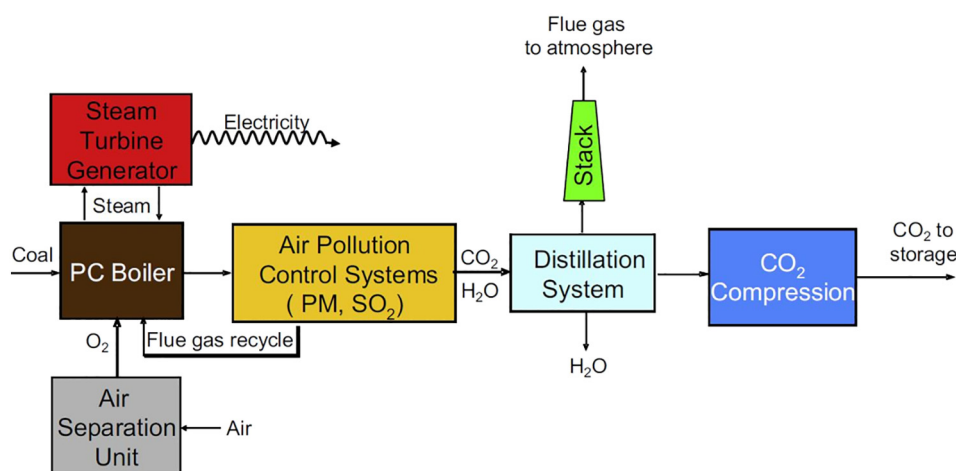 Flue gas
to atmosphere
Steam
Turbine
Generator
Electricity
Stack
Steam
Coal
PC Boiler
Air Pollution
Control Systems
( PM, SO₂)
CO₂
H₂O
Distillation
System
CO₂
Compression
CO₂ to
storage
O₂
Flue gas recycle
H₂O
Air
Separation
Unit
Air